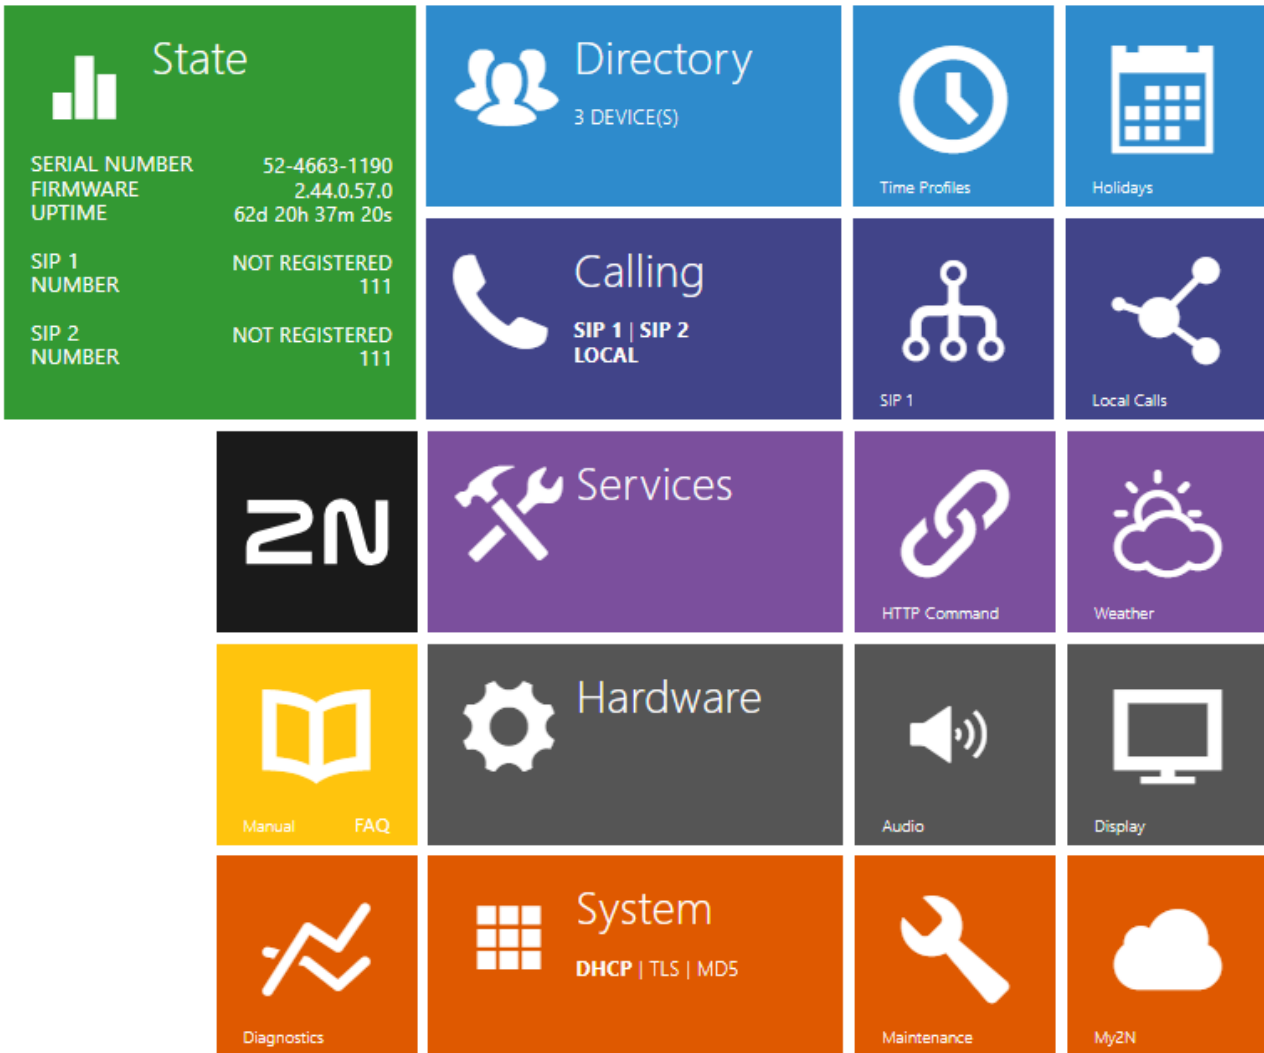 State
SERIAL NUMBER 52-4663-1190
FIRMWARE 2.44.0.57.0
UPTIME 62d 20h 37m 20s
SIP 1 NOT REGISTERED
NUMBER 111
SIP 2 NOT REGISTERED
NUMBER 111
Directory
3 DEVICE(S)
Time Profiles
Holidays
Calling
SIP 1 | SIP 2
LOCAL
SIP 1
Local Calls
2N
Services
HTTP Command
Weather
Manual FAQ
Hardware
Audio
Display
Diagnostics
System
DHCP | TLS | MD5
Maintenance
My2N